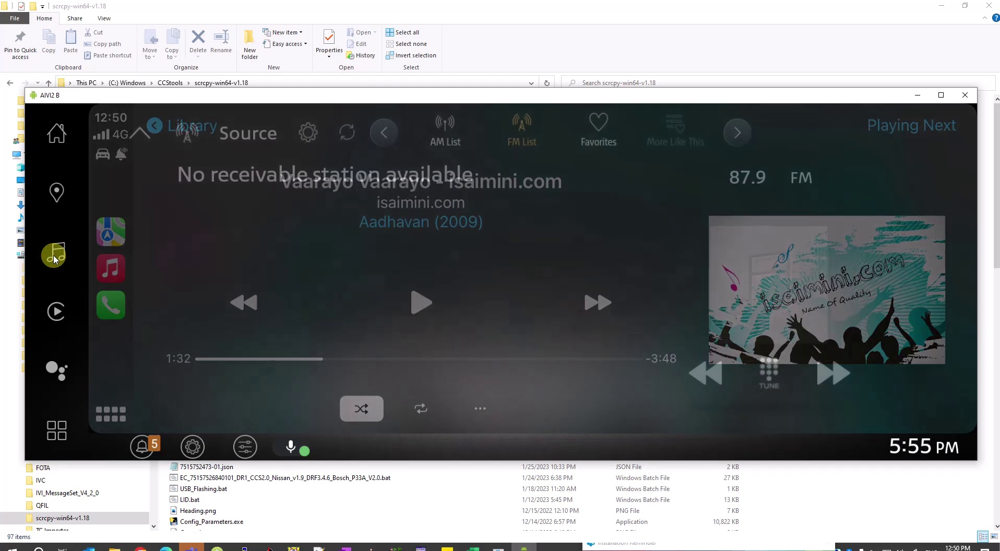 scrcpy-win64-v1.18
File Home Share View
Pin to Quick access
Copy
Paste
Cut
Copy path
Paste shortcut
Clipboard
Move to
Copy to
Delete
Rename
Organize
New folder
New item
Easy access
New
Properties
Open
Edit
History
Open
Select all
Select none
Invert selection
Select
This PC > (C:) Windows > CCStools > scrcpy-win64-v1.18
Search scrcpy-win64-v1.18
AIVI2 B
12:50
4G
Library
Source
AM List
FM List
Favorites
More Like This
Playing Next
No receivable station available
Vaarayo Vaarayo - isaimini.com
87.9 FM
isaimini.com
Aadhavan (2009)
isaimini.com
Name Of Quality
1:32
-3:48
TUNE
5
5:55 PM
FOTA
IVC
IVI_MessageSet_V4_2_0
QFIL
scrcpy-win64-v1.18
TC Importer
7515752473-01.json 1/25/2023 10:33 PM JSON File 2 KB
EC_75157526840101_DR1_CCS2.0_Nissan_v1.9_DRF3.4.6_Bosch_P33A_V2.0.bat 1/24/2023 6:38 PM Windows Batch File 27 KB
USB_Flashing.bat 1/18/2023 11:20 AM Windows Batch File 1 KB
LID.bat 1/12/2023 5:45 PM Windows Batch File 13 KB
Heading.png 12/15/2022 12:10 PM PNG File 7 KB
Config_Parameters.exe 12/14/2022 6:57 PM Application 10,822 KB
97 items
Installation Reminder
12:50 PM